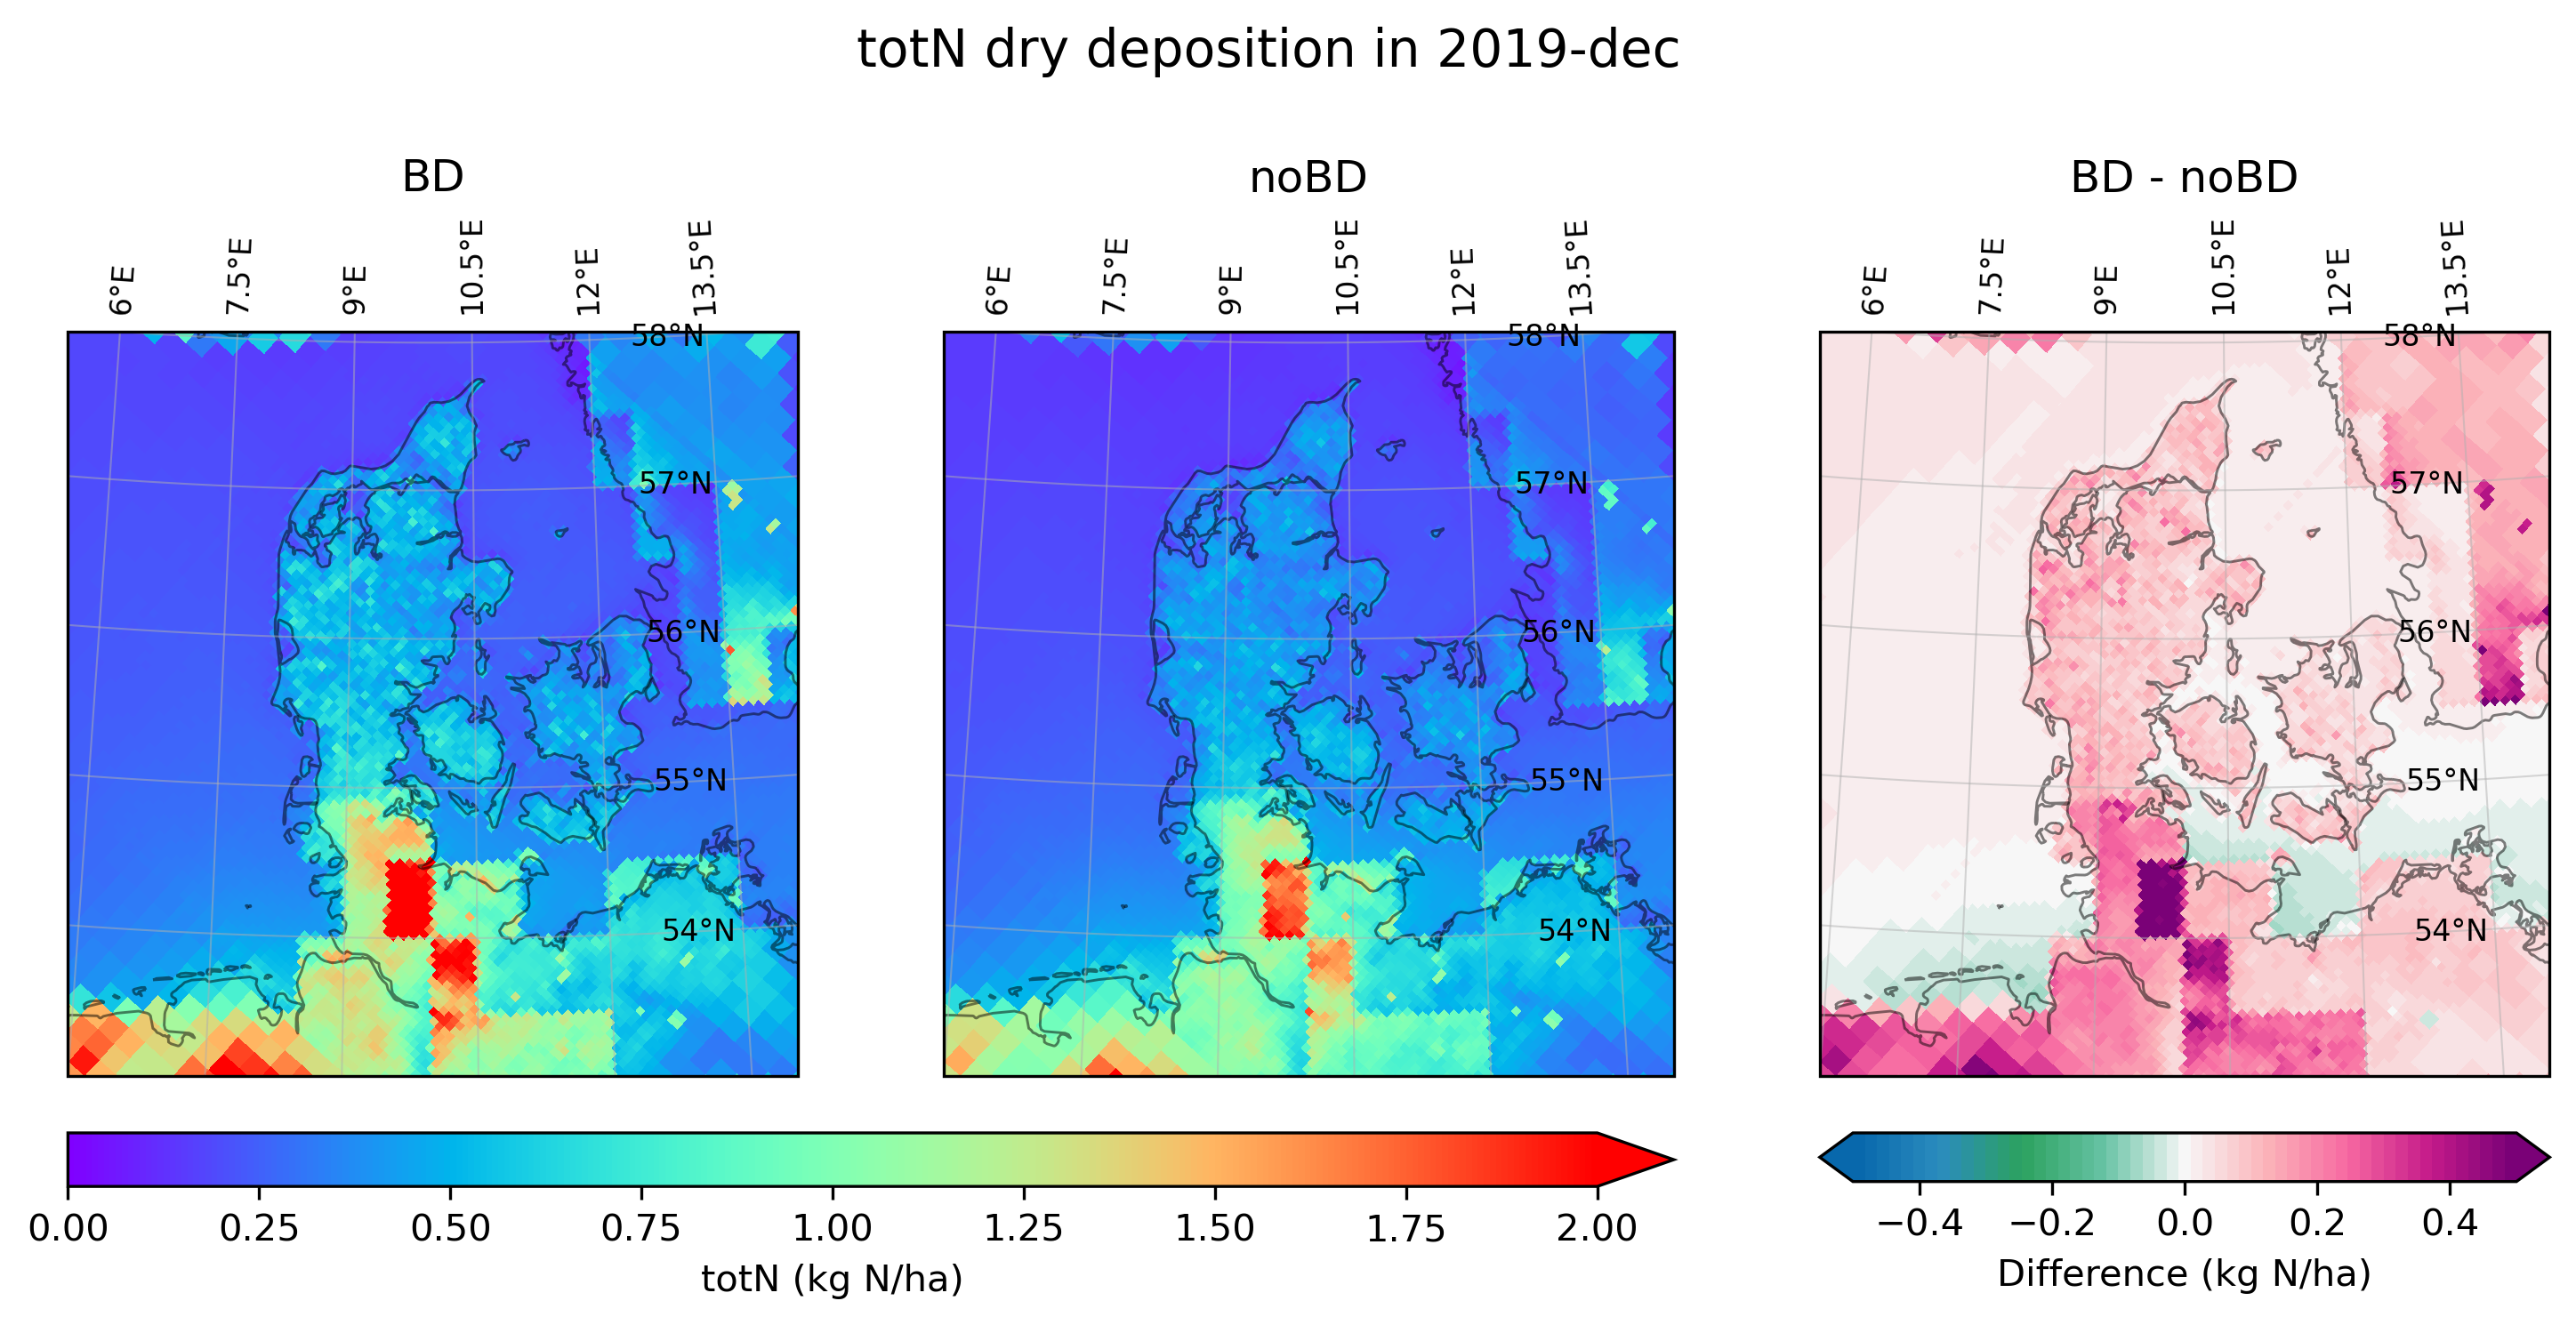 totN dry deposition in 2019-dec
BD
noBD
BD - noBD
6°E 7.5°E 9°E 10.5°E 12°E 13.5°E
6°E 7.5°E 9°E 10.5°E 12°E 13.5°E
6°E 7.5°E 9°E 10.5°E 12°E 13.5°E
58°N 58°N 58°N
57°N 57°N 57°N
56°N 56°N 56°N
55°N 55°N 55°N
54°N 54°N 54°N
0.00 0.25 0.50 0.75 1.00 1.25 1.50 1.75 2.00
totN (kg N/ha)
−0.4 −0.2 0.0 0.2 0.4
Difference (kg N/ha)